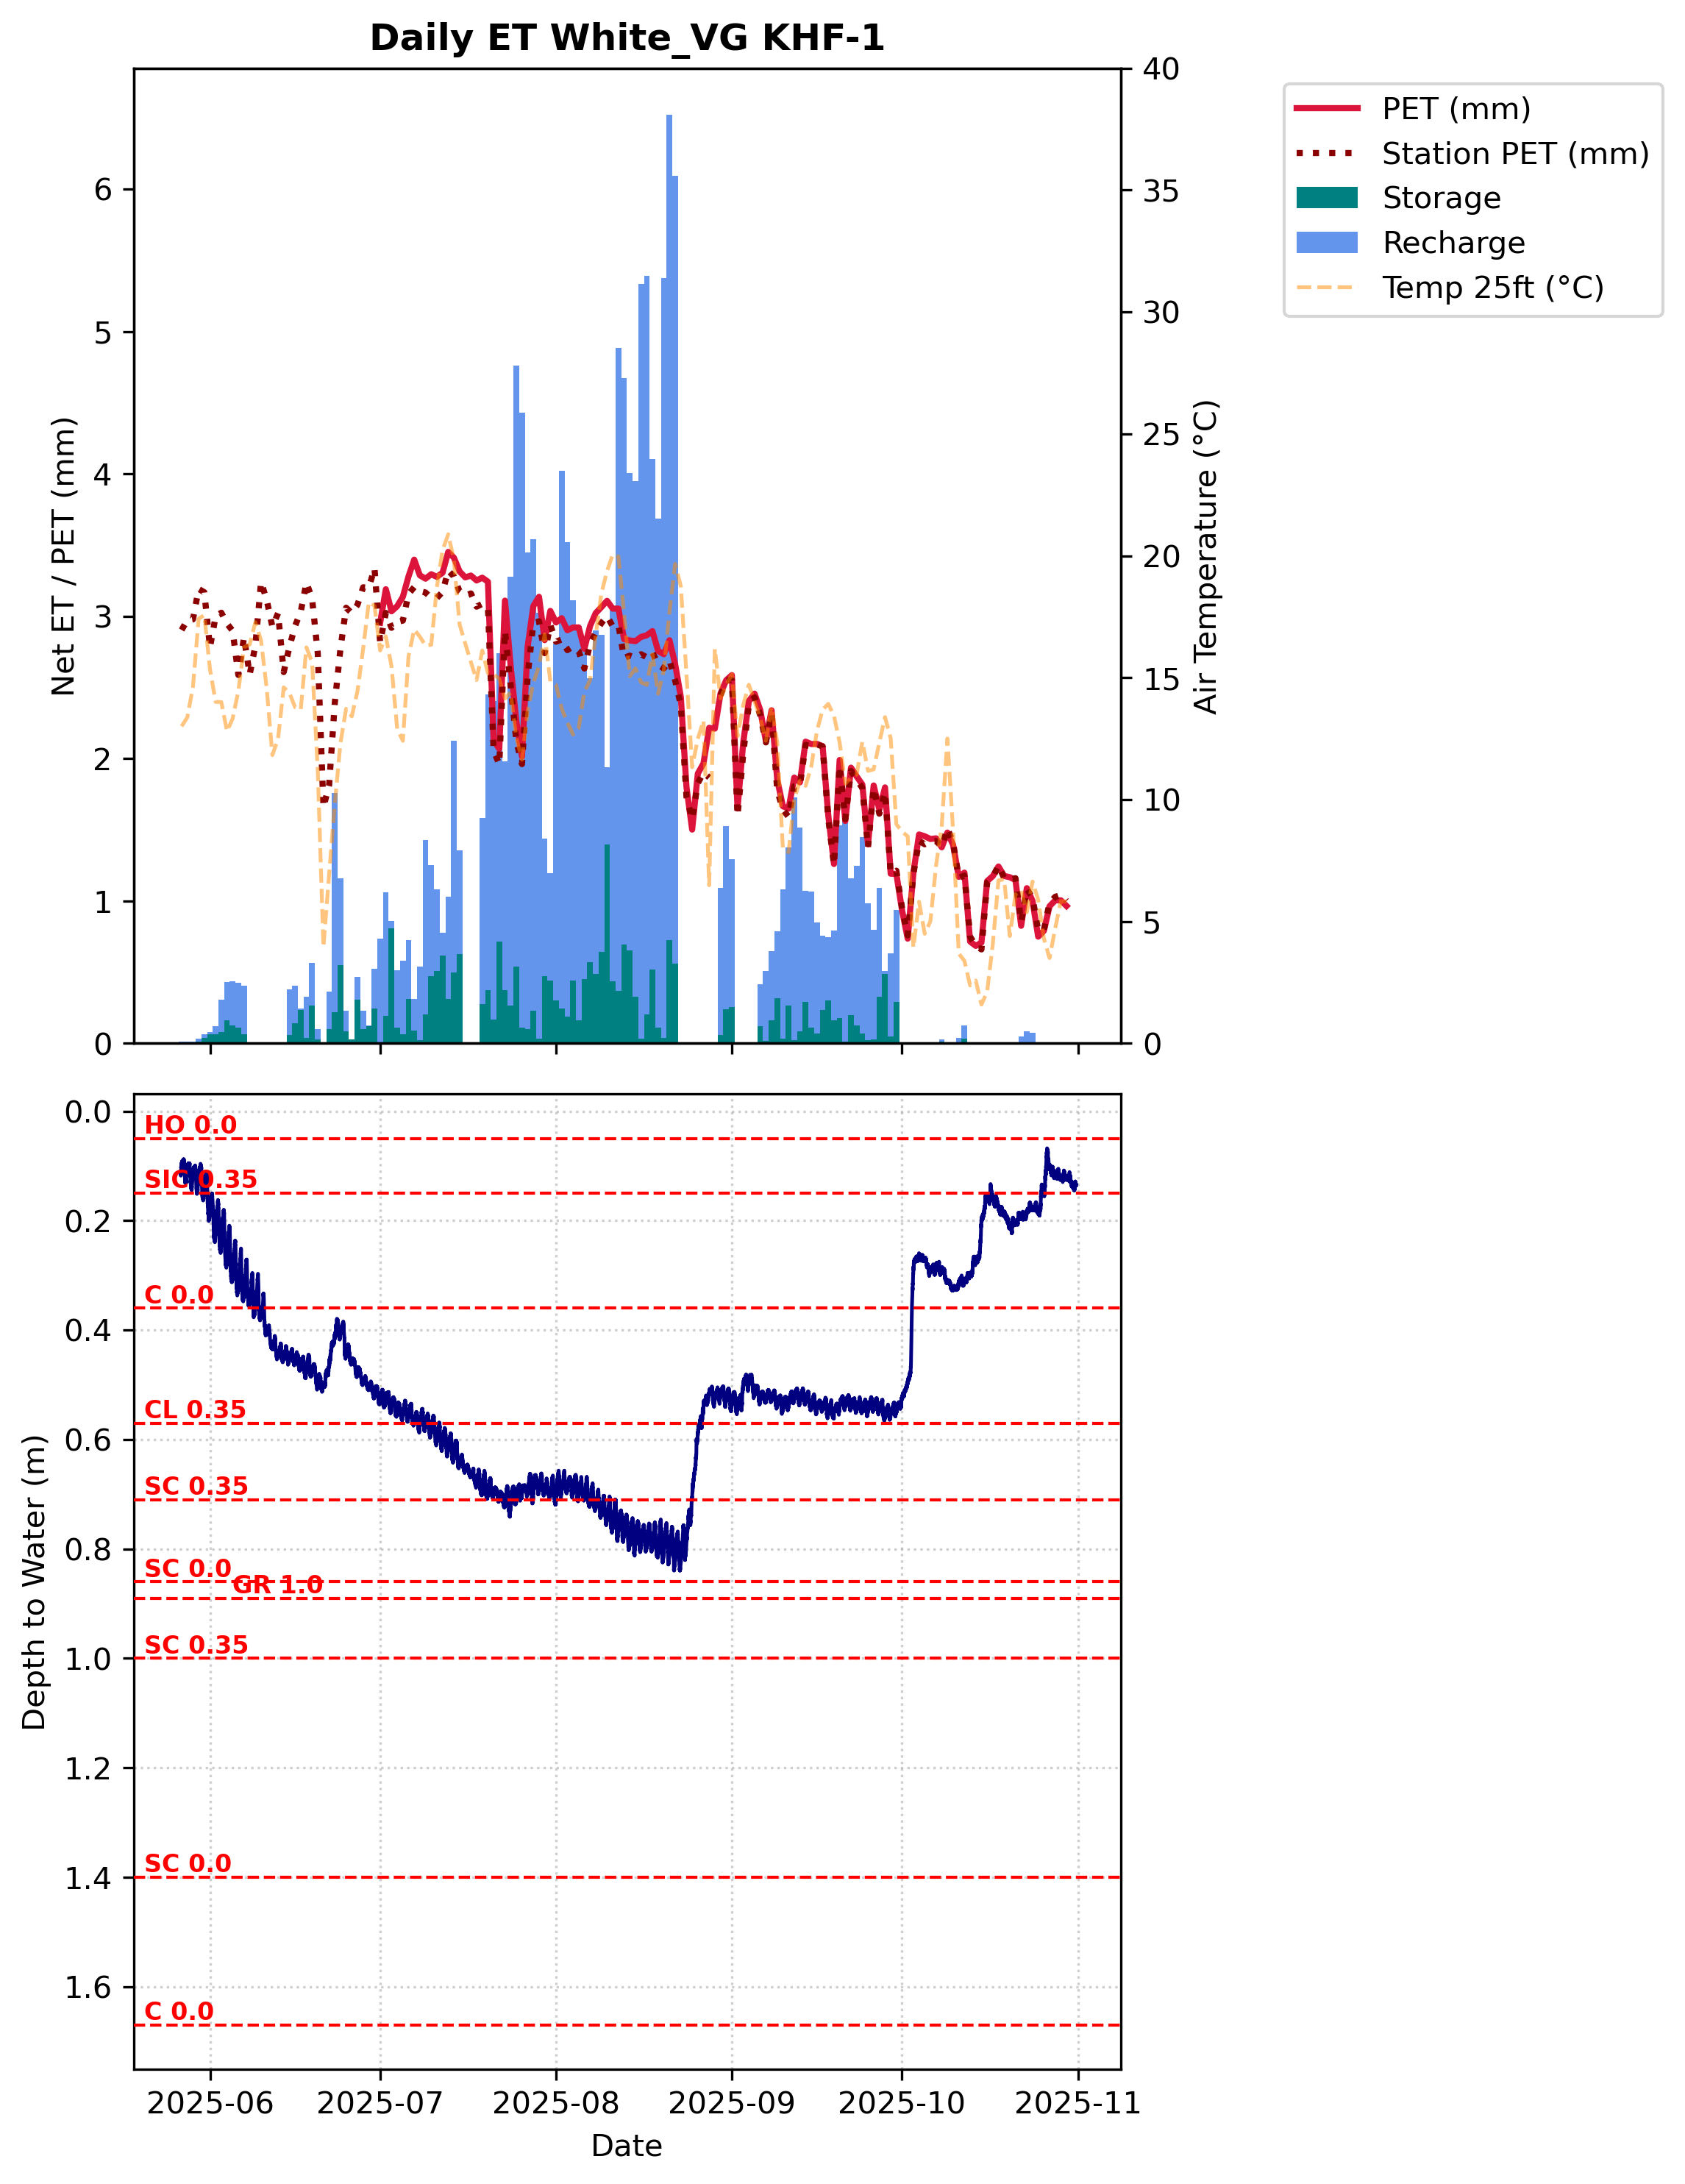 Daily ET White_VG KHF-1
Net ET / PET (mm)
6
5
4
3
2
1
0
40
35
30
25
20
15
10
5
0
Air Temperature (°C)
PET (mm)
Station PET (mm)
Storage
Recharge
Temp 25ft (°C)
Depth to Water (m)
0.0
0.2
0.4
0.6
0.8
1.0
1.2
1.4
1.6
HO 0.0
SIC 0.35
C 0.0
CL 0.35
SC 0.35
SC 0.0
GR 1.0
SC 0.35
SC 0.0
C 0.0
2025-06 2025-07 2025-08 2025-09 2025-10 2025-11
Date